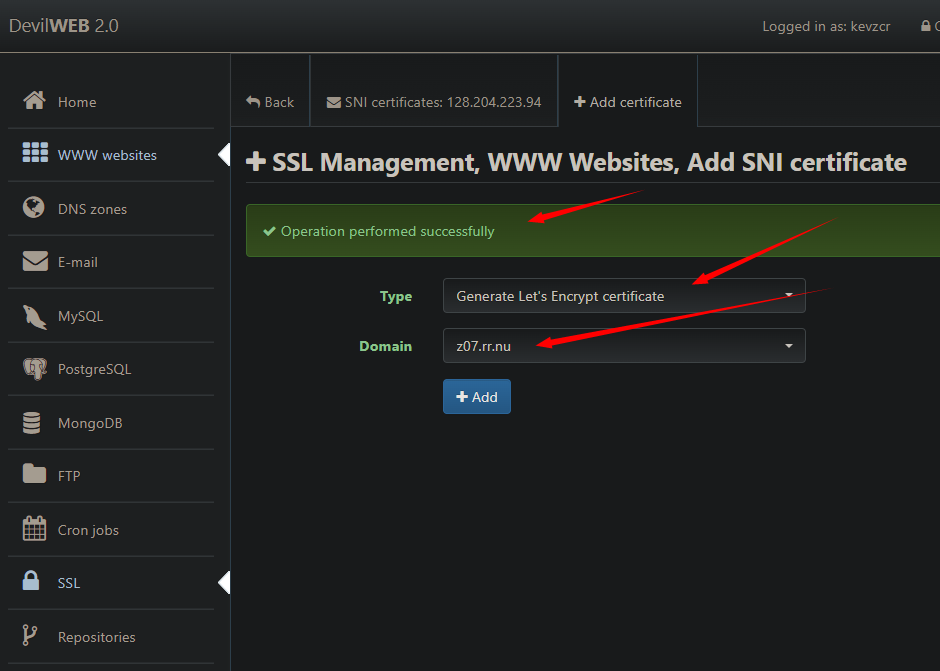 DevilWEB 2.0
Logged in as: kevzcr
Home
WWW websites
DNS zones
E-mail
MySQL
PostgreSQL
MongoDB
FTP
Cron jobs
SSL
Repositories
Back
SNI certificates: 128.204.223.94
Add certificate
SSL Management, WWW Websites, Add SNI certificate
Operation performed successfully
Type Generate Let's Encrypt certificate
Domain z07.rr.nu
Add